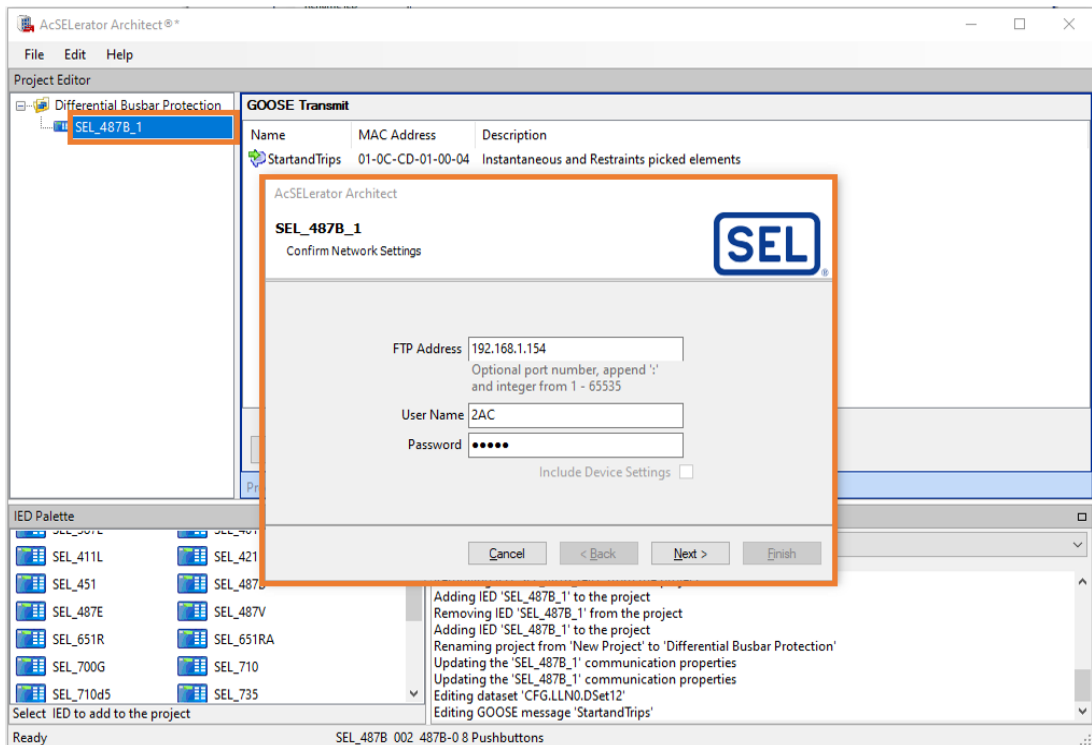 AcSELerator Architect®*
File Edit Help
Project Editor
Differential Busbar Protection
SEL_487B_1
GOOSE Transmit
Name MAC Address Description
StartandTrips 01-0C-CD-01-00-04 Instantaneous and Restraints picked elements
AcSELerator Architect
SEL_487B_1
Confirm Network Settings
SEL®
FTP Address 192.168.1.154
Optional port number, append ':'
and integer from 1 - 65535
User Name 2AC
Password •••••
Include Device Settings
Cancel < Back Next > Finish
Pr
IED Palette
SEL_411L SEL_421
SEL_451 SEL_487B
SEL_487E SEL_487V
SEL_651R SEL_651RA
SEL_700G SEL_710
SEL_710d5 SEL_735
Select IED to add to the project
Adding IED 'SEL_487B_1' to the project
Removing IED 'SEL_487B_1' from the project
Adding IED 'SEL_487B_1' to the project
Renaming project from 'New Project' to 'Differential Busbar Protection'
Updating the 'SEL_487B_1' communication properties
Updating the 'SEL_487B_1' communication properties
Editing dataset 'CFG.LLN0.DSet12'
Editing GOOSE message 'StartandTrips'
Ready SEL_487B 002 487B-0 8 Pushbuttons